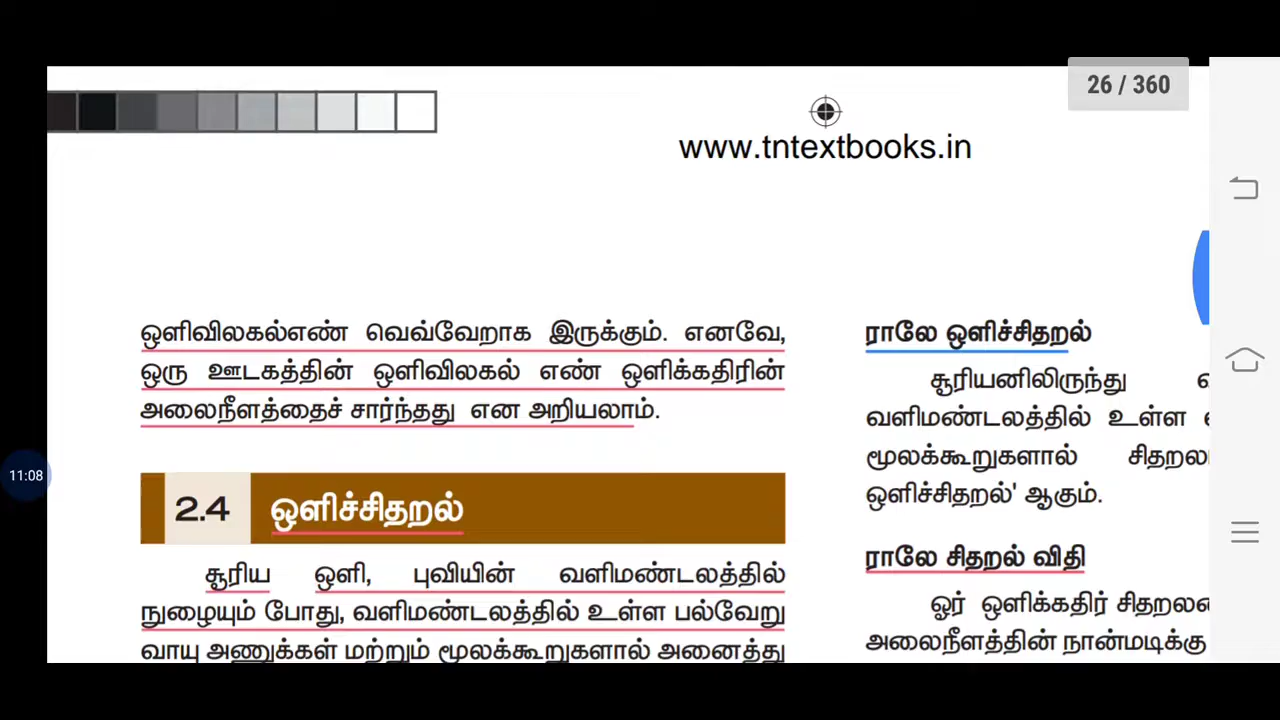 26 / 360
www.tntextbooks.in
ஒளிவிலகல்எண் வெவ்வேறாக இருக்கும். எனவே,
ஒரு ஊடகத்தின் ஒளிவிலகல் எண் ஒளிக்கதிரின்
அலைநீளத்தைச் சார்ந்தது என அறியலாம்.
11:08
2.4 ஒளிச்சிதறல்
சூரிய ஒளி, புவியின் வளிமண்டலத்தில்
நுழையும் போது, வளிமண்டலத்தில் உள்ள பல்வேறு
வாயு அணுக்கள் மற்றும் மூலக்கூறுகளால் அனைத்து
ராலே ஒளிச்சிதறல்
சூரியனிலிருந்து
வளிமண்டலத்தில் உள்ள
மூலக்கூறுகளால்
ஒளிச்சிதறல்' ஆகும்.
ராலே சிதறல் விதி
ஓர் ஒளிக்கதிர்
அலைநீளத்தின் நான்மடிக்கு